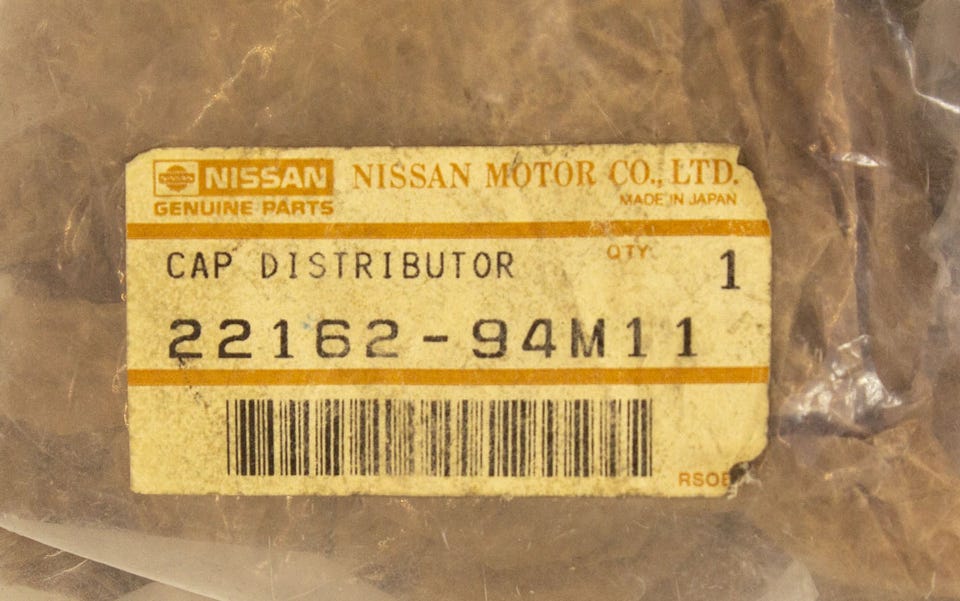 NISSAN NISSAN MOTOR CO., LTD.
GENUINE PARTS MADE IN JAPAN
CAP DISTRIBUTOR QTY 1
22162-94M11